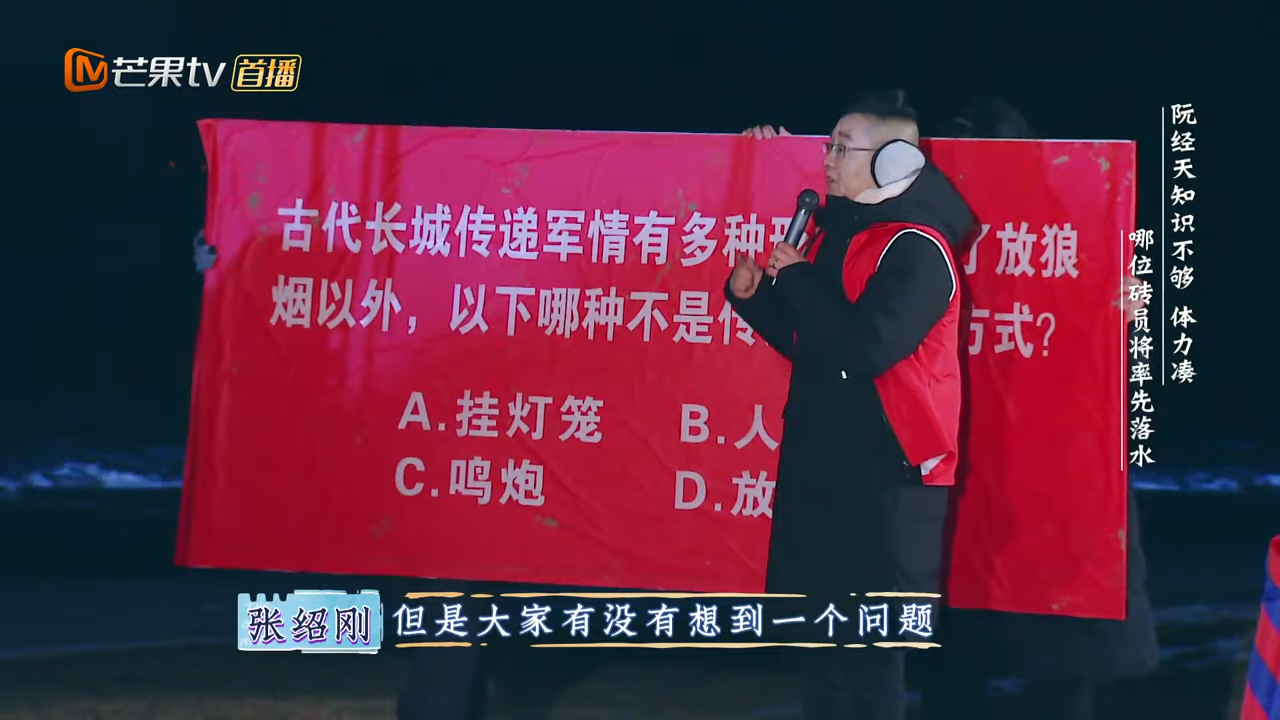 芒果tv 首播
阮经天知识不够 体力凑
哪位砖员将率先落水
古代长城传递军情有多种 了放狼
烟以外，以下哪种不是传 方式?
A.挂灯笼 B.人
C.鸣炮 D.放
张绍刚 但是大家有没有想到一个问题